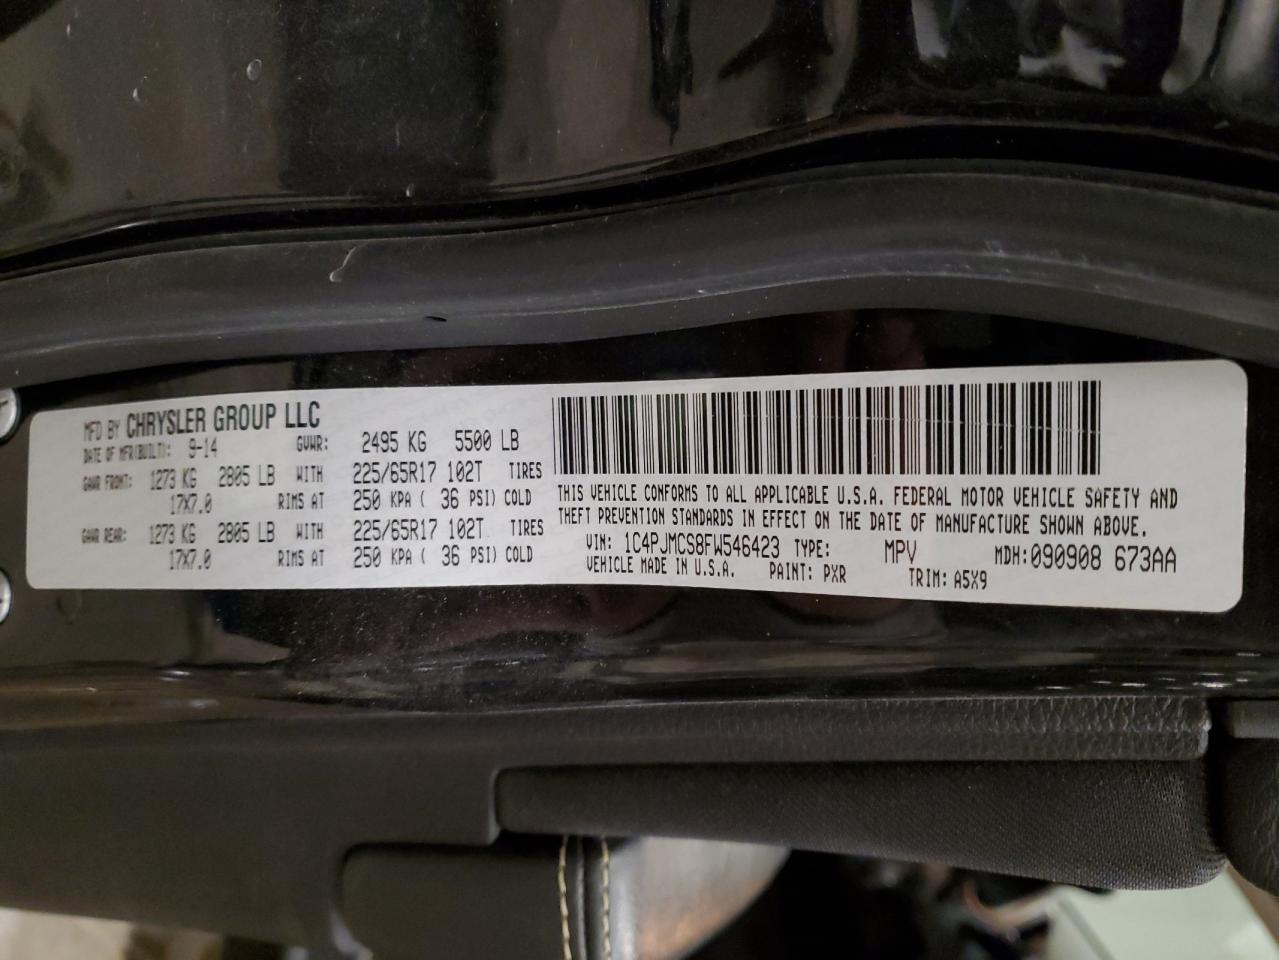 MFD BY CHRYSLER GROUP LLC
DATE OF MFR(BUILT): 9-14 GVWR: 2495 KG 5500 LB
GAWR FRONT: 1273 KG 2805 LB WITH 225/65R17 102T TIRES
17X7.0 RIMS AT 250 KPA ( 36 PSI) COLD
GAWR REAR: 1273 KG 2805 LB WITH 225/65R17 102T TIRES
17X7.0 RIMS AT 250 KPA ( 36 PSI) COLD
THIS VEHICLE CONFORMS TO ALL APPLICABLE U.S.A. FEDERAL MOTOR VEHICLE SAFETY AND
THEFT PREVENTION STANDARDS IN EFFECT ON THE DATE OF MANUFACTURE SHOWN ABOVE.
VIN: 1C4PJMCS8FW546423 TYPE: MPV MDH:090908 673AA
VEHICLE MADE IN U.S.A. PAINT: PXR TRIM: A5X9